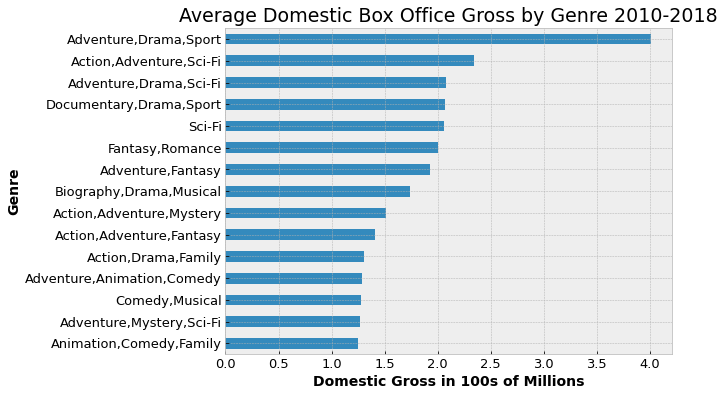 Average Domestic Box Office Gross by Genre 2010-2018
Genre
Adventure,Drama,Sport
Action,Adventure,Sci-Fi
Adventure,Drama,Sci-Fi
Documentary,Drama,Sport
Sci-Fi
Fantasy,Romance
Adventure,Fantasy
Biography,Drama,Musical
Action,Adventure,Mystery
Action,Adventure,Fantasy
Action,Drama,Family
Adventure,Animation,Comedy
Comedy,Musical
Adventure,Mystery,Sci-Fi
Animation,Comedy,Family
0.0 0.5 1.0 1.5 2.0 2.5 3.0 3.5 4.0
Domestic Gross in 100s of Millions